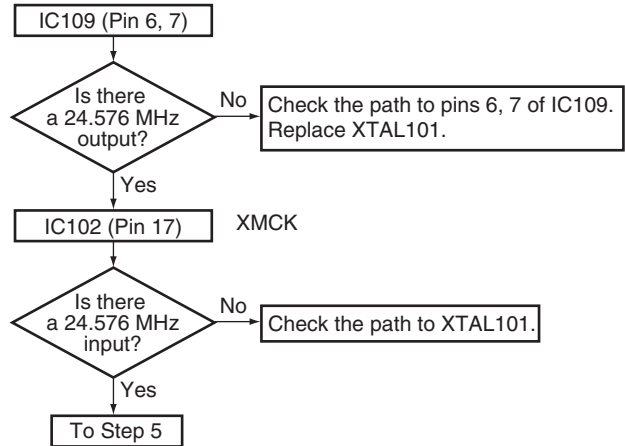 IC109 (Pin 6, 7)
Is there
a 24.576 MHz
output?
No
Check the path to pins 6, 7 of IC109.
Replace XTAL101.
Yes
IC102 (Pin 17)
XMCK
Is there
a 24.576 MHz
input?
No
Check the path to XTAL101.
Yes
To Step 5